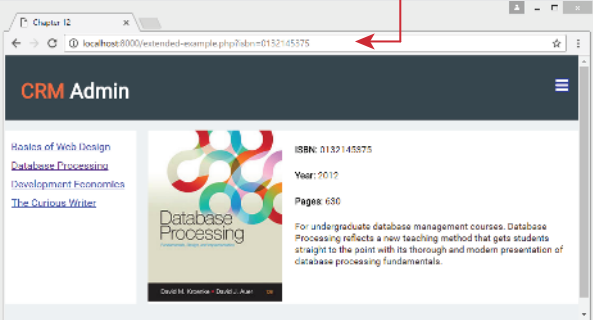 Chapter 12
localhost:8000/extended-example.php?isbn=0132145375
CRM Admin
Basics of Web Design
Database Processing
Development Economics
The Curious Writer
Database
Processing
David M. Kroenke • David J. Auer
ISBN: 0132145375
Year: 2012
Pages: 630
For undergraduate database management courses. Database
Processing reflects a new teaching method that gets students
straight to the point with its thorough and modern presentation of
database processing fundamentals.